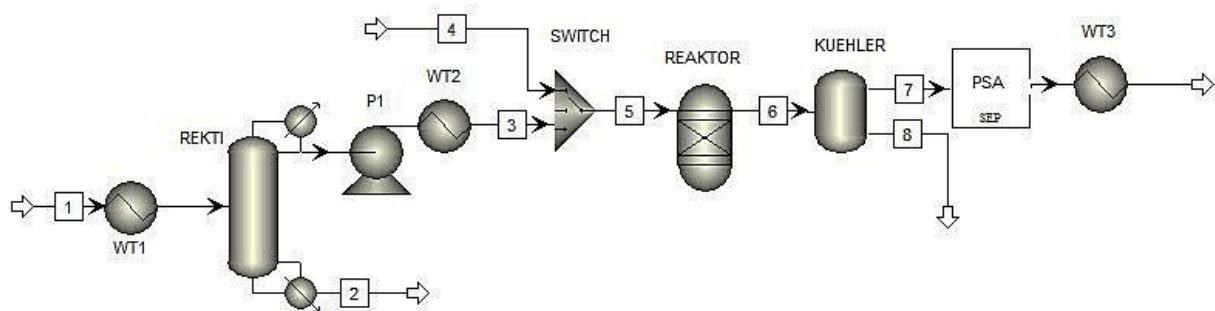 4
SWITCH
WT2
P1
REKTI
3
5
REAKTOR
6
KUEHLER
7
8
PSA
SEP
WT3
1
WT1
2